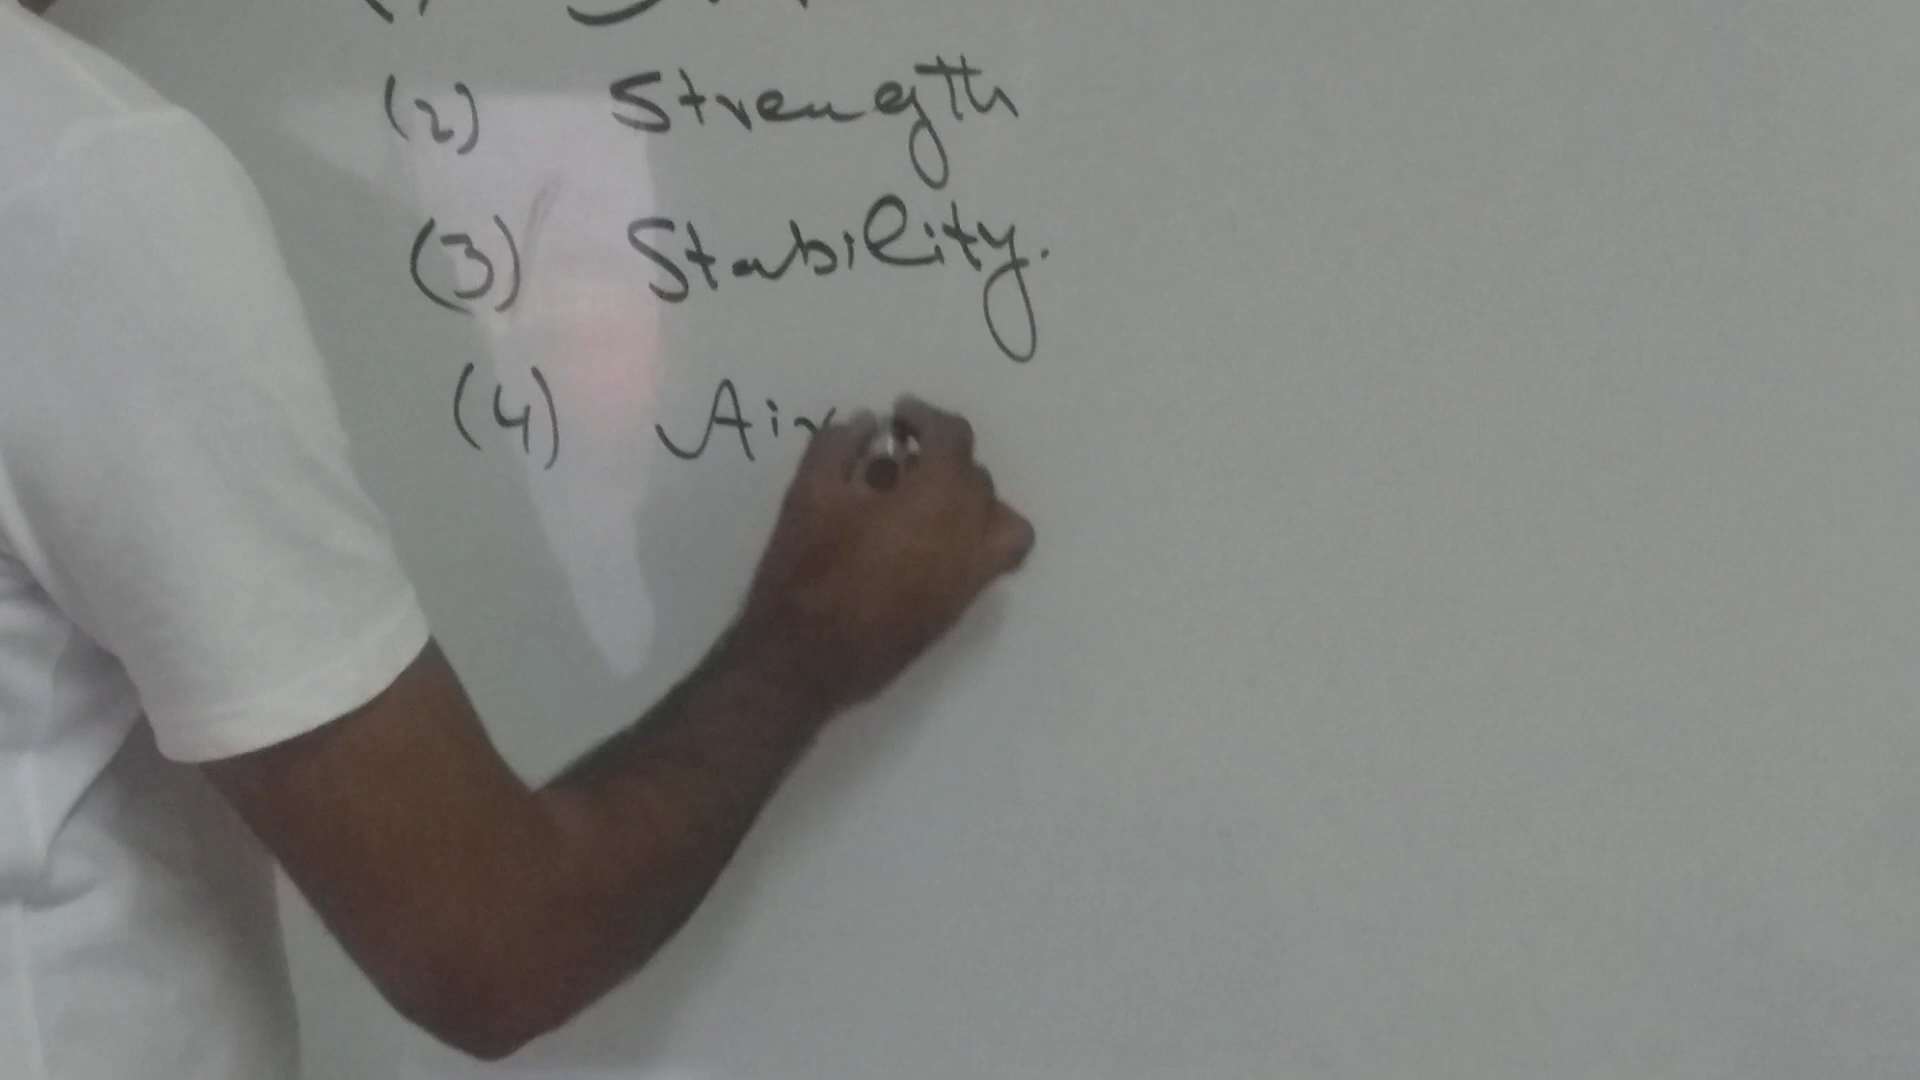 (2) Strength
(3) Stability.
(4) Air